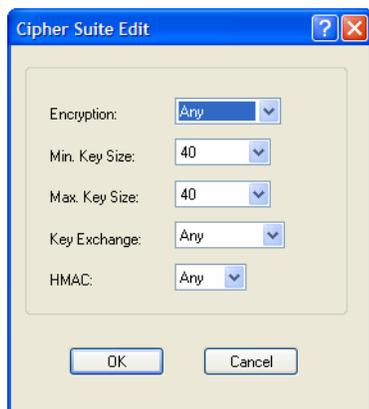 Cipher Suite Edit
Encryption: Any
Min. Key Size: 40
Max. Key Size: 40
Key Exchange: Any
HMAC: Any
OK Cancel